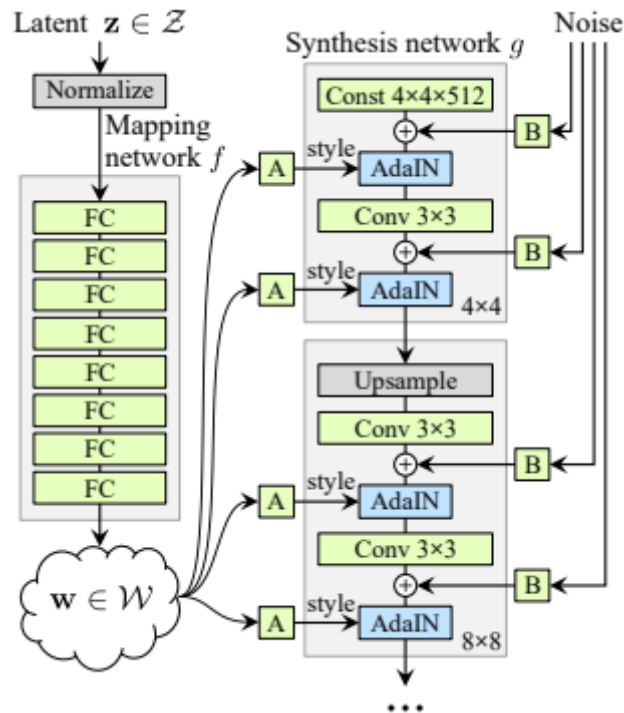 Latent z ∈ 𝒵
Normalize
Mapping
network f
FC
FC
FC
FC
FC
FC
FC
FC
w ∈ 𝒲
Synthesis network g
Noise
Const 4×4×512
B
A
style
AdaIN
Conv 3×3
B
A
style
AdaIN
4×4
Upsample
Conv 3×3
B
A
style
AdaIN
Conv 3×3
B
A
style
AdaIN
8×8
...